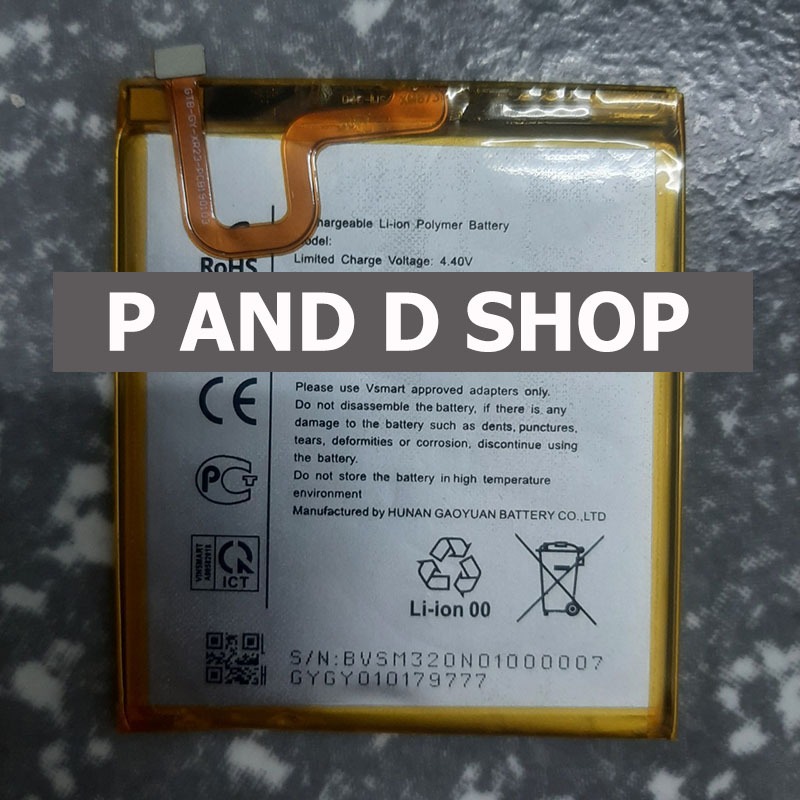 Rechargeable Li-ion Polymer Battery
Model:
Limited Charge Voltage: 4.40V
RoHS
P AND D SHOP
Please use Vsmart approved adapters only.
Do not disassemble the battery, if there is any
damage to the battery such as dents, punctures,
tears, deformities or corrosion, discontinue using
the battery.
Do not store the battery in high temperature
environment
Manufactured by HUNAN GAOYUAN BATTERY CO.,LTD
CE
VINSMART
ICT
Li-ion 00
S/N:BVSM320N01000007
GYGY010179777